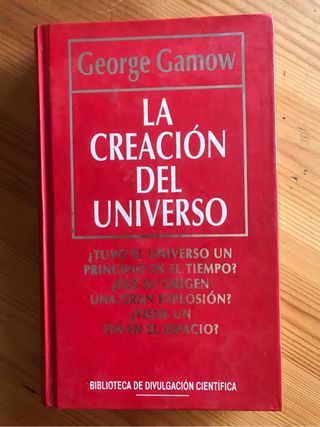 George Gamow
LA
CREACIÓN
DEL
UNIVERSO
¿TUVO EL UNIVERSO UN
PRINCIPIO EN EL TIEMPO?
¿FUE SU ORIGEN
UNA GRAN EXPLOSIÓN?
¿TIENE UN
FIN EN EL ESPACIO?
BIBLIOTECA DE DIVULGACIÓN CIENTÍFICA